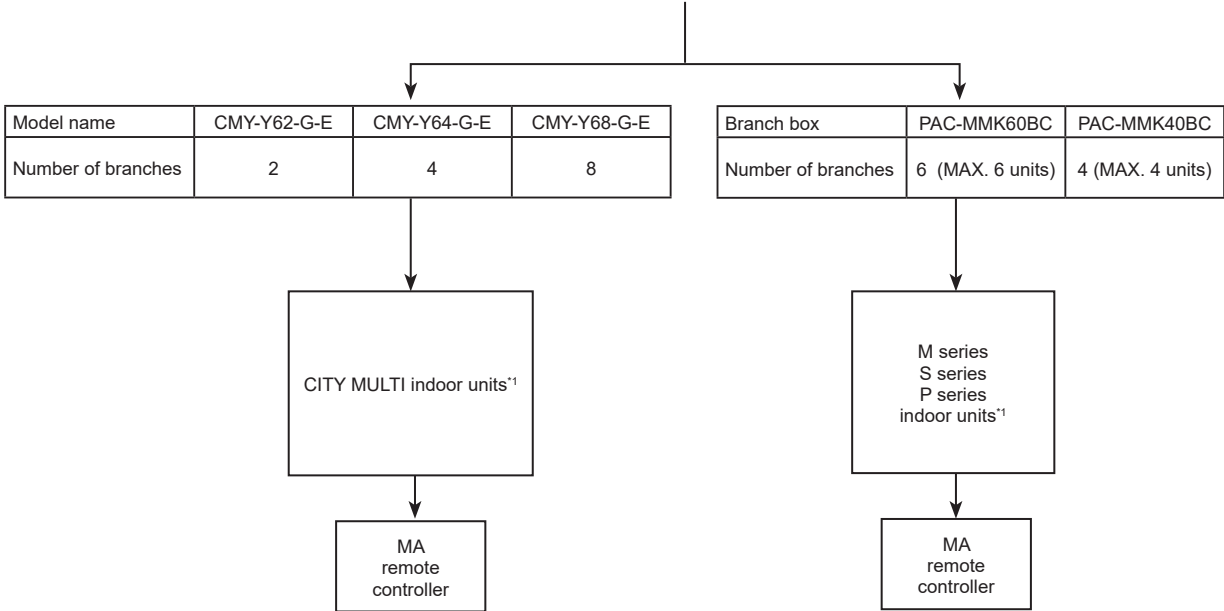 Model name CMY-Y62-G-E CMY-Y64-G-E CMY-Y68-G-E
Number of branches 2 4 8
Branch box PAC-MMK60BC PAC-MMK40BC
Number of branches 6 (MAX. 6 units) 4 (MAX. 4 units)
CITY MULTI indoor units*1
M series
S series
P series
indoor units*1
MA
remote
controller
MA
remote
controller